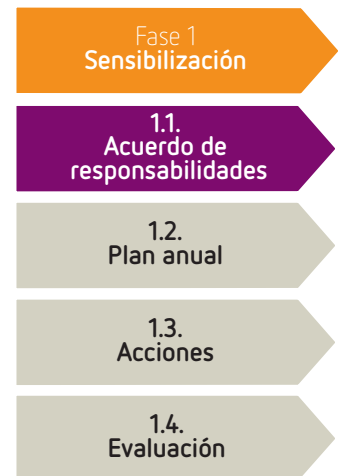 Fase 1
Sensibilización
1.1.
Acuerdo de
responsabilidades
1.2.
Plan anual
1.3.
Acciones
1.4.
Evaluación